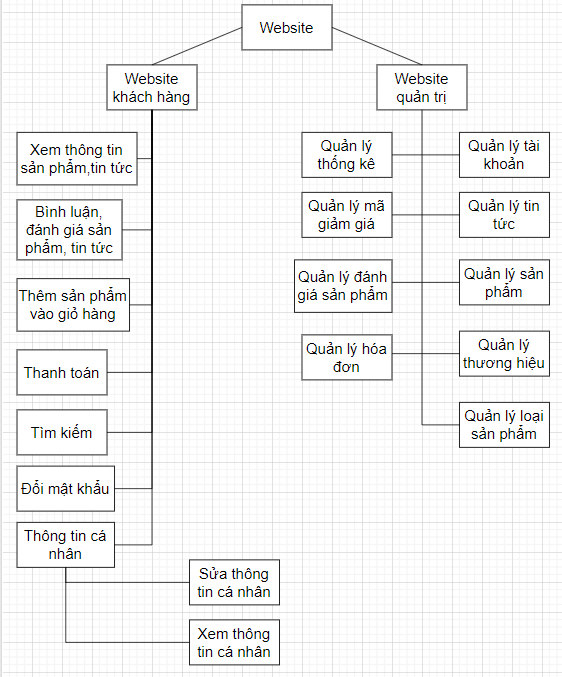 Website
Website
khách hàng
Website
quản trị
Xem thông tin
sản phẩm,tin tức
Bình luận,
đánh giá sản
phẩm, tin tức
Thêm sản phẩm
vào giỏ hàng
Thanh toán
Tìm kiếm
Đổi mật khẩu
Thông tin cá
nhân
Sửa thông
tin cá nhân
Xem thông
tin cá nhân
Quản lý
thống kê
Quản lý tài
khoản
Quản lý mã
giảm giá
Quản lý tin
tức
Quản lý đánh
giá sản phẩm
Quản lý sản
phẩm
Quản lý hóa
đơn
Quản lý
thương hiệu
Quản lý loại
sản phẩm